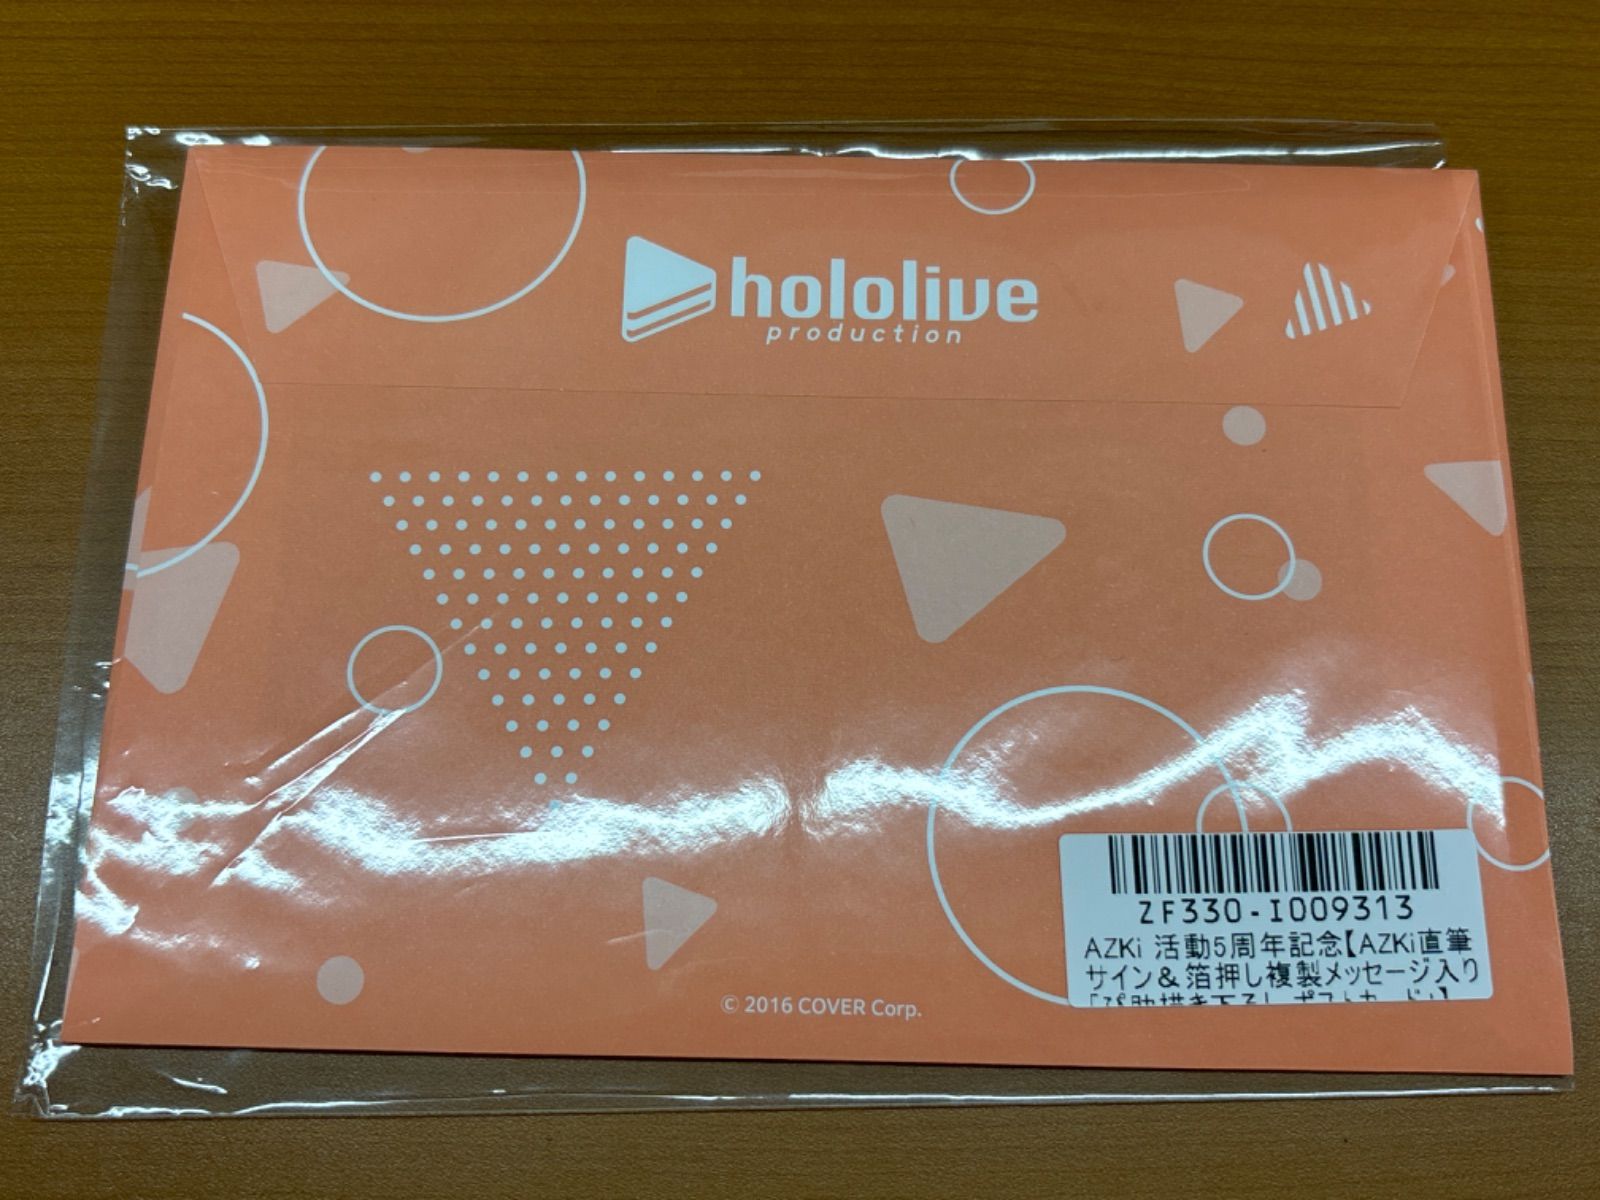 hololive
production
ZF330-I009313
AZKi 活動5周年記念【AZKi直筆
サイン&箔押し複製メッセージ入り
© 2016 COVER Corp.